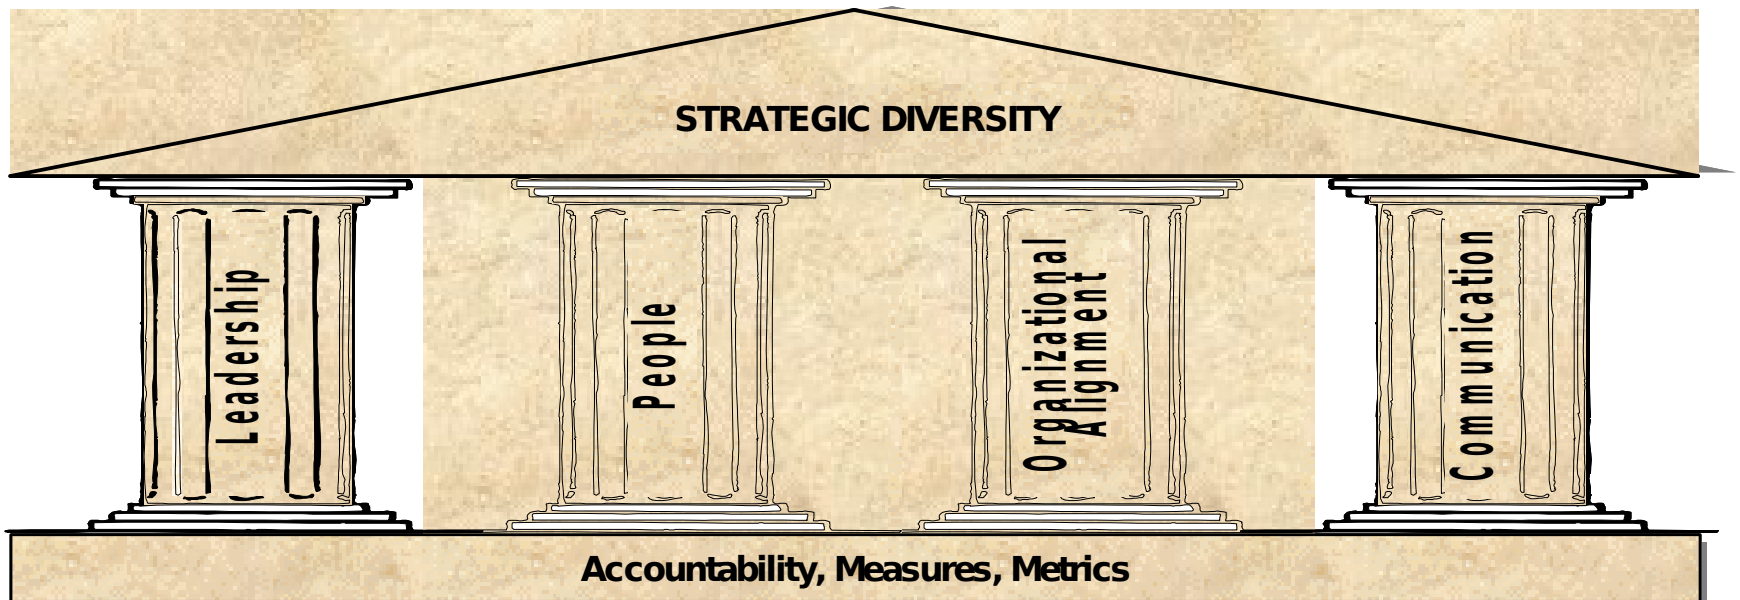 STRATEGIC DIVERSITY
Leadership
People
Organizational
Alignment
Communication
Accountability, Measures, Metrics